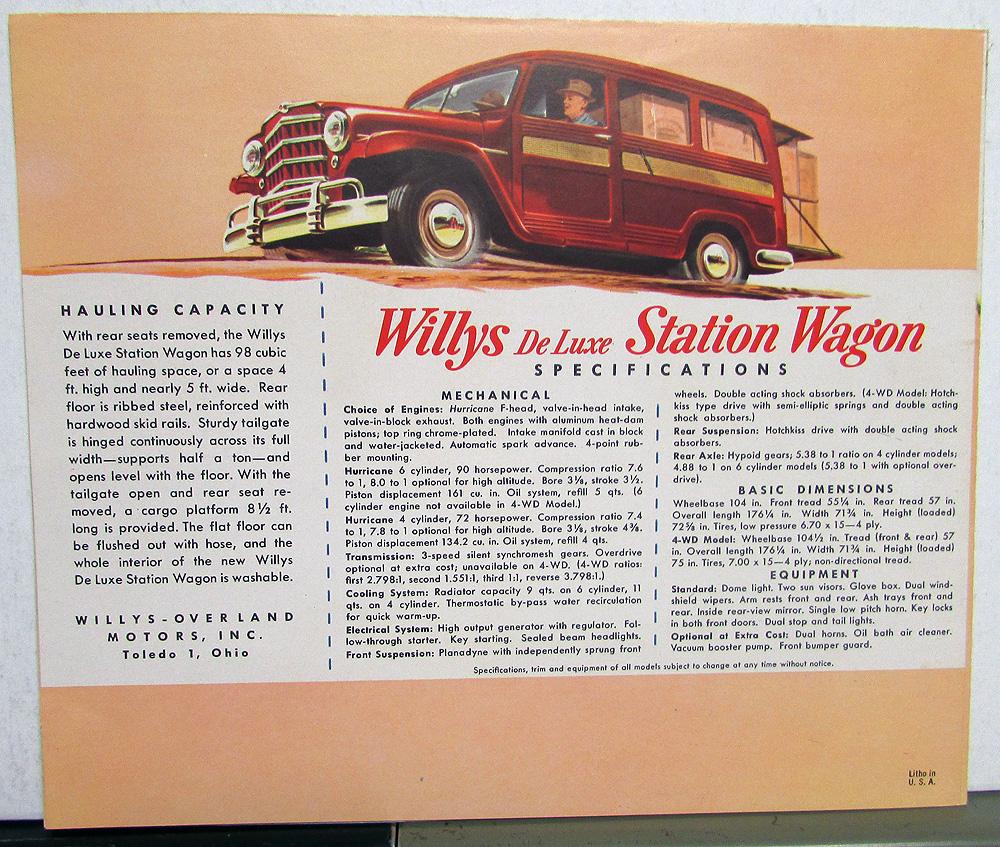 HAULING CAPACITY
With rear seats removed, the Willys
De Luxe Station Wagon has 98 cubic
feet of hauling space, or a space 4
ft. high and nearly 5 ft. wide. Rear
floor is ribbed steel, reinforced with
hardwood skid rails. Sturdy tailgate
is hinged continuously across its full
width—supports half a ton—and
opens level with the floor. With the
tailgate open and rear seat re-
moved, a cargo platform 8½ ft.
long is provided. The flat floor can
be flushed out with hose, and the
whole interior of the new Willys
De Luxe Station Wagon is washable.
WILLYS-OVERLAND
MOTORS, INC.
Toledo 1, Ohio
Willys De Luxe Station Wagon
SPECIFICATIONS
MECHANICAL
Choice of Engines: Hurricane F-head, valve-in-head intake,
valve-in-block exhaust. Both engines with aluminum heat-dam
pistons; top ring chrome-plated. Intake manifold cast in block
and water-jacketed. Automatic spark advance. 4-point rub-
ber mounting.
Hurricane 6 cylinder, 90 horsepower. Compression ratio 7.6
to 1, 8.0 to 1 optional for high altitude. Bore 3⅛, stroke 3½.
Piston displacement 161 cu. in. Oil system, refill 5 qts. (6
cylinder engine not available in 4-WD Model.)
Hurricane 4 cylinder, 72 horsepower. Compression ratio 7.4
to 1, 7.8 to 1 optional for high altitude. Bore 3⅛, stroke 4⅜.
Piston displacement 134.2 cu. in. Oil system, refill 4 qts.
Transmission: 3-speed silent synchromesh gears. Overdrive
optional at extra cost; unavailable on 4-WD. (4-WD ratios:
first 2.798:1, second 1.551:1, third 1:1, reverse 3.798:1.)
Cooling System: Radiator capacity 9 qts. on 6 cylinder, 11
qts. on 4 cylinder. Thermostatic by-pass water recirculation
for quick warm-up.
Electrical System: High output generator with regulator. Fol-
low-through starter. Key starting. Sealed beam headlights.
Front Suspension: Planadyne with independently sprung front
wheels. Double acting shock absorbers. (4-WD Model: Hotch-
kiss type drive with semi-elliptic springs and double acting
shock absorbers.)
Rear Suspension: Hotchkiss drive with double acting shock
absorbers.
Rear Axle: Hypoid gears; 5.38 to 1 ratio on 4 cylinder models;
4.88 to 1 on 6 cylinder models (5.38 to 1 with optional over-
drive).
BASIC DIMENSIONS
Wheelbase 104 in. Front tread 55¼ in. Rear tread 57 in.
Overall length 176¼ in. Width 71¾ in. Height (loaded)
72⅝ in. Tires, low pressure 6.70 x 15—4 ply.
4-WD Model: Wheelbase 104½ in. Tread (front & rear) 57
in. Overall length 176¼ in. Width 71¾ in. Height (loaded)
75 in. Tires, 7.00 x 15—4 ply; non-directional tread.
EQUIPMENT
Standard: Dome light. Two sun visors. Glove box. Dual wind-
shield wipers. Arm rests front and rear. Ash trays front and
rear. Inside rear-view mirror. Single low pitch horn. Key locks
in both front doors. Dual stop and tail lights.
Optional at Extra Cost: Dual horns. Oil bath air cleaner.
Vacuum booster pump. Front bumper guard.
Specifications, trim and equipment of all models subject to change at any time without notice.
Litho in
U. S. A.